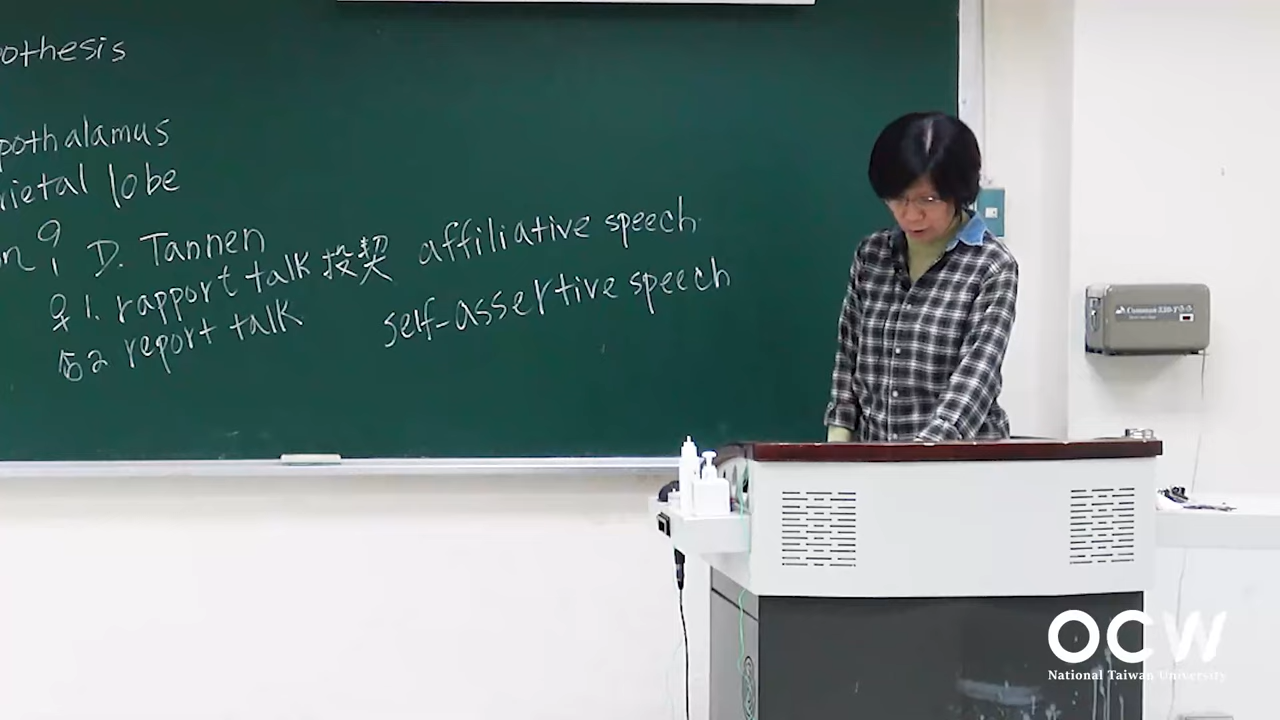 othesis
pothalamus
rietal lobe
on
D. Tannen
♀ 1. rapport talk 投契 affiliative speech
♂ 2 report talk self-assertive speech
OCW
National Taiwan University